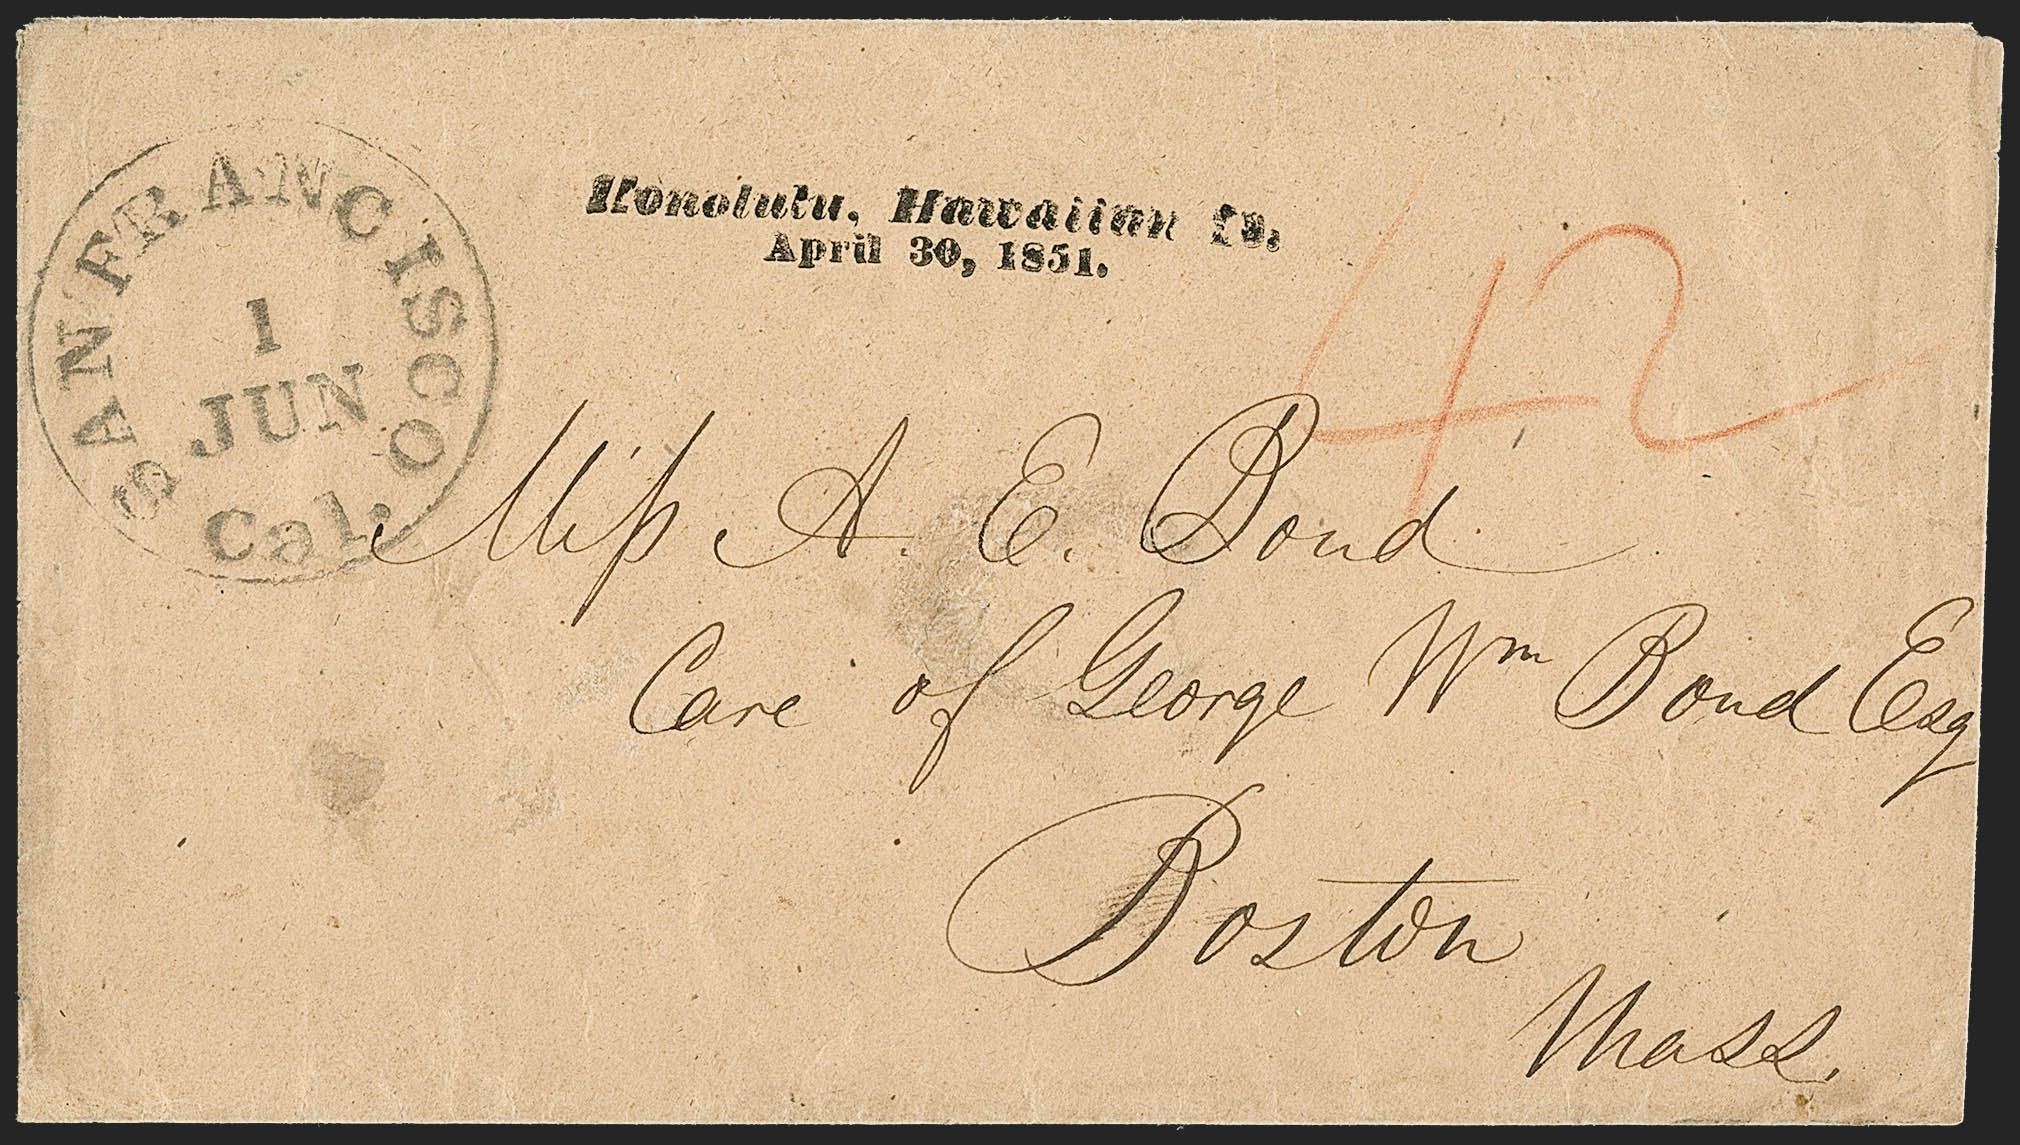 SAN FRANCISCO
1
JUN
Cal.
Honolulu, Hawaiian Is.
April 30, 1851.
42
Miss A. E. Bond
Care of George Wm Bond Esq
Boston
Mass.